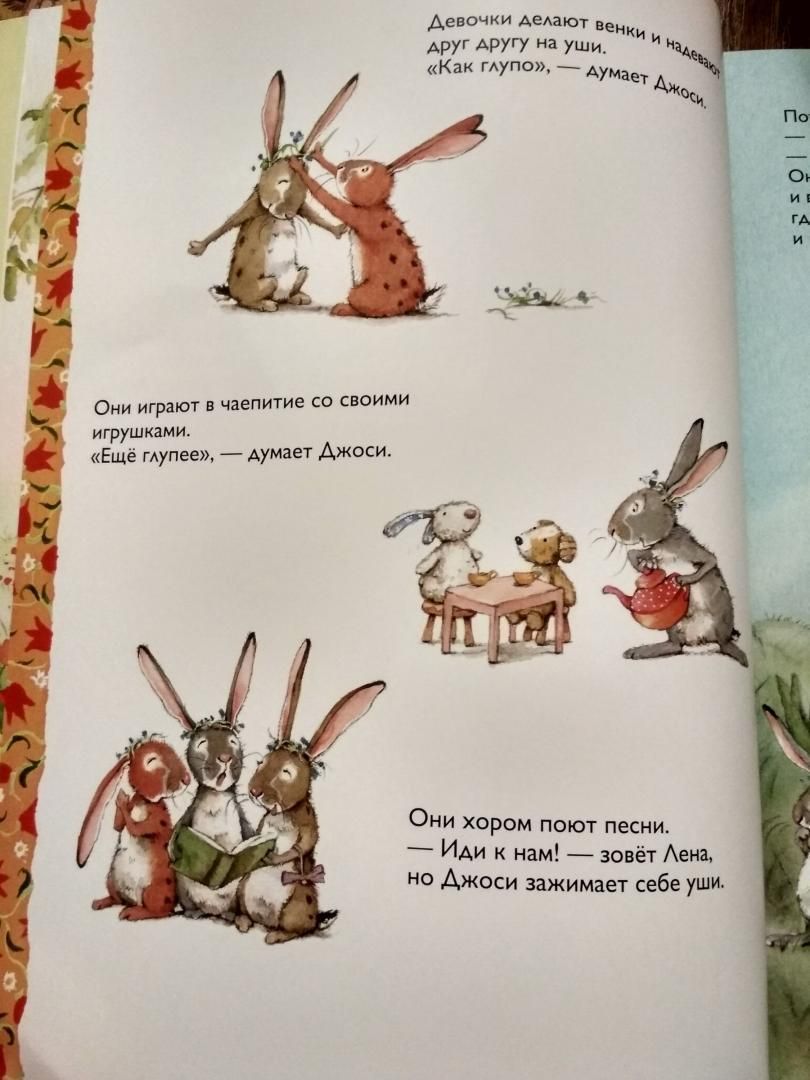 Девочки делают венки и надевают
друг другу на уши.
«Как глупо», — думает Джоси.
Они играют в чаепитие со своими
игрушками.
«Ещё глупее», — думает Джоси.
Они хором поют песни.
— Иди к нам! — зовёт Лена,
но Джоси зажимает себе уши.
—
—
и